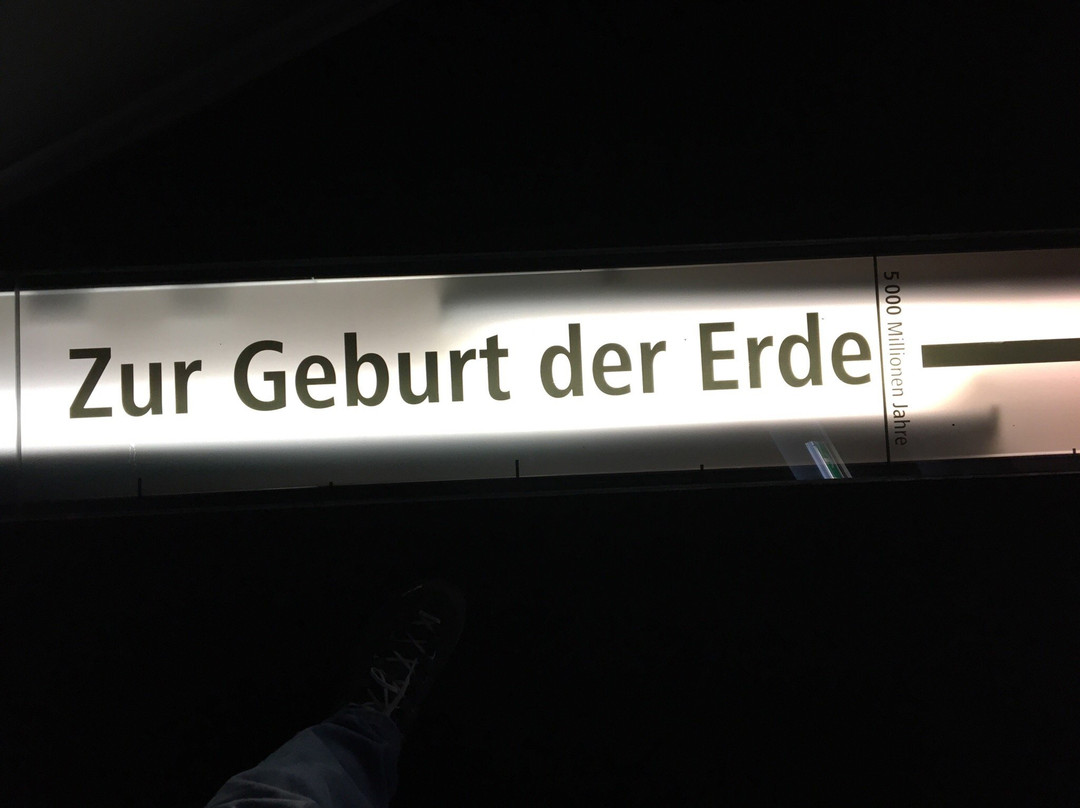 Zur Geburt der Erde
5 000 Millionen Jahre